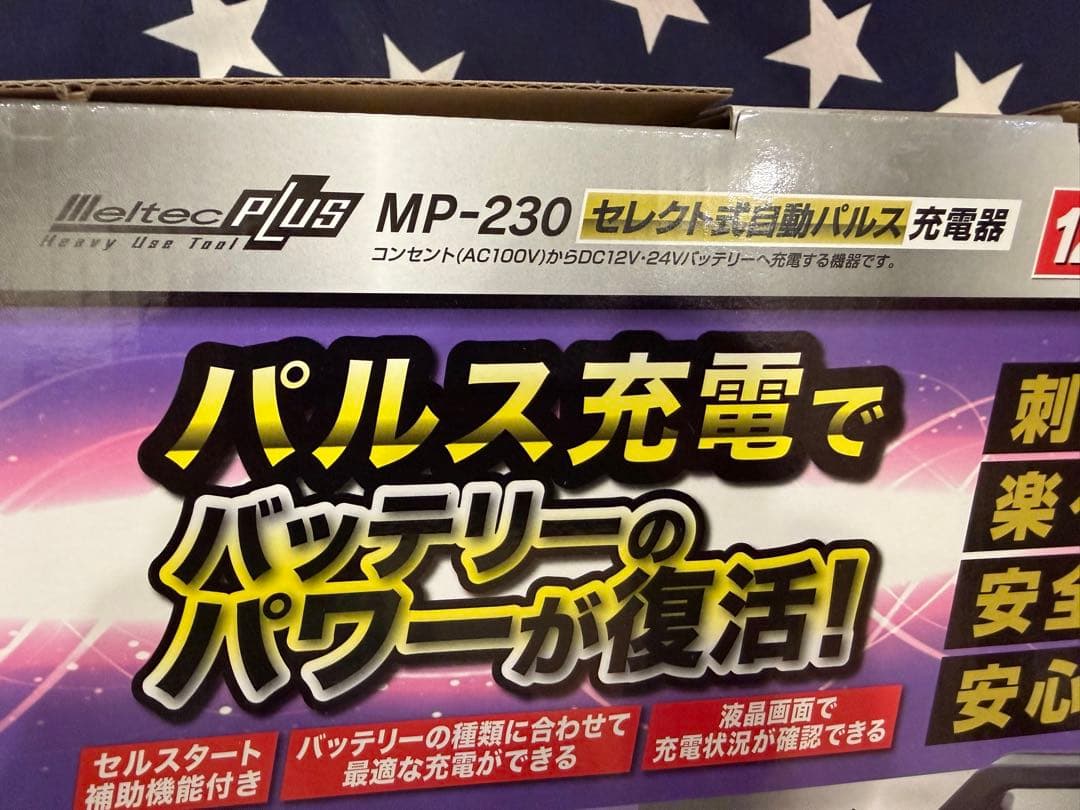 Meltec PLUS MP-230 セレクト式自動パルス充電器
Heavy Use Tool
コンセント(AC100V)からDC12V・24Vバッテリーへ充電する機器です。
パルス充電で
バッテリーの
パワーが復活!
セルスタート
補助機能付き
バッテリーの種類に合わせて
最適な充電ができる
液晶画面で
充電状況が確認できる
刺
楽
安全
安心